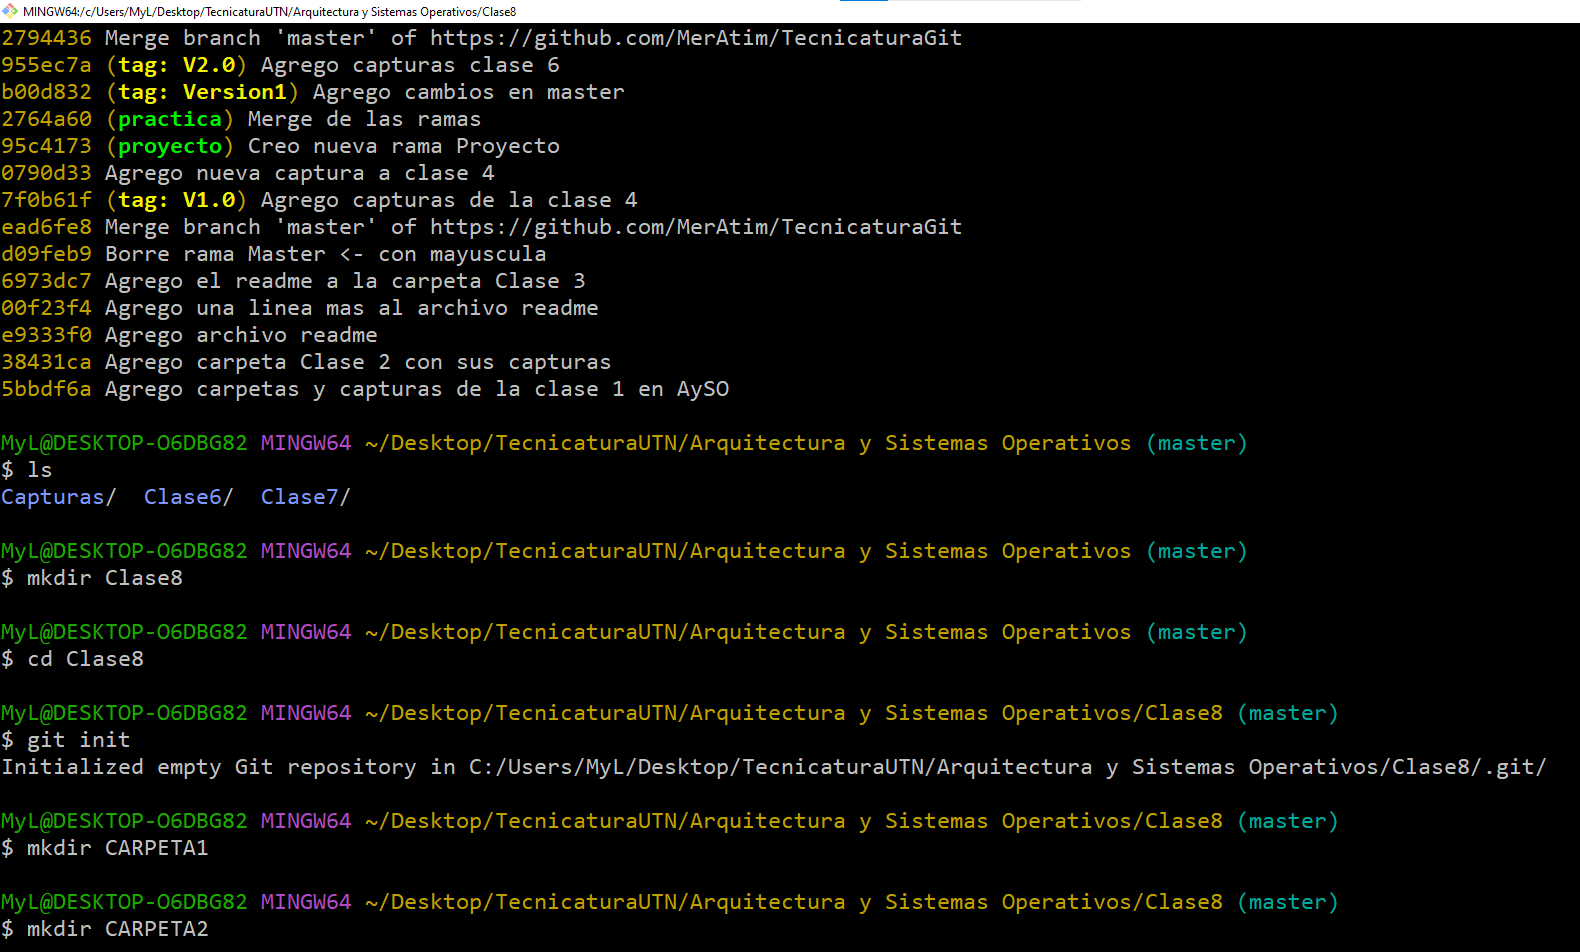 MINGW64:/c/Users/MyL/Desktop/TecnicaturaUTN/Arquitectura y Sistemas Operativos/Clase8
2794436 Merge branch 'master' of https://github.com/MerAtim/TecnicaturaGit
955ec7a (tag: V2.0) Agrego capturas clase 6
b00d832 (tag: Version1) Agrego cambios en master
2764a60 (practica) Merge de las ramas
95c4173 (proyecto) Creo nueva rama Proyecto
0790d33 Agrego nueva captura a clase 4
7f0b61f (tag: V1.0) Agrego capturas de la clase 4
ead6fe8 Merge branch 'master' of https://github.com/MerAtim/TecnicaturaGit
d09feb9 Borre rama Master <- con mayuscula
6973dc7 Agrego el readme a la carpeta Clase 3
00f23f4 Agrego una linea mas al archivo readme
e9333f0 Agrego archivo readme
38431ca Agrego carpeta Clase 2 con sus capturas
5bbdf6a Agrego carpetas y capturas de la clase 1 en AySO
MyL@DESKTOP-O6DBG82 MINGW64 ~/Desktop/TecnicaturaUTN/Arquitectura y Sistemas Operativos (master)
$ ls
Capturas/  Clase6/  Clase7/
MyL@DESKTOP-O6DBG82 MINGW64 ~/Desktop/TecnicaturaUTN/Arquitectura y Sistemas Operativos (master)
$ mkdir Clase8
MyL@DESKTOP-O6DBG82 MINGW64 ~/Desktop/TecnicaturaUTN/Arquitectura y Sistemas Operativos (master)
$ cd Clase8
MyL@DESKTOP-O6DBG82 MINGW64 ~/Desktop/TecnicaturaUTN/Arquitectura y Sistemas Operativos/Clase8 (master)
$ git init
Initialized empty Git repository in C:/Users/MyL/Desktop/TecnicaturaUTN/Arquitectura y Sistemas Operativos/Clase8/.git/
MyL@DESKTOP-O6DBG82 MINGW64 ~/Desktop/TecnicaturaUTN/Arquitectura y Sistemas Operativos/Clase8 (master)
$ mkdir CARPETA1
MyL@DESKTOP-O6DBG82 MINGW64 ~/Desktop/TecnicaturaUTN/Arquitectura y Sistemas Operativos/Clase8 (master)
$ mkdir CARPETA2